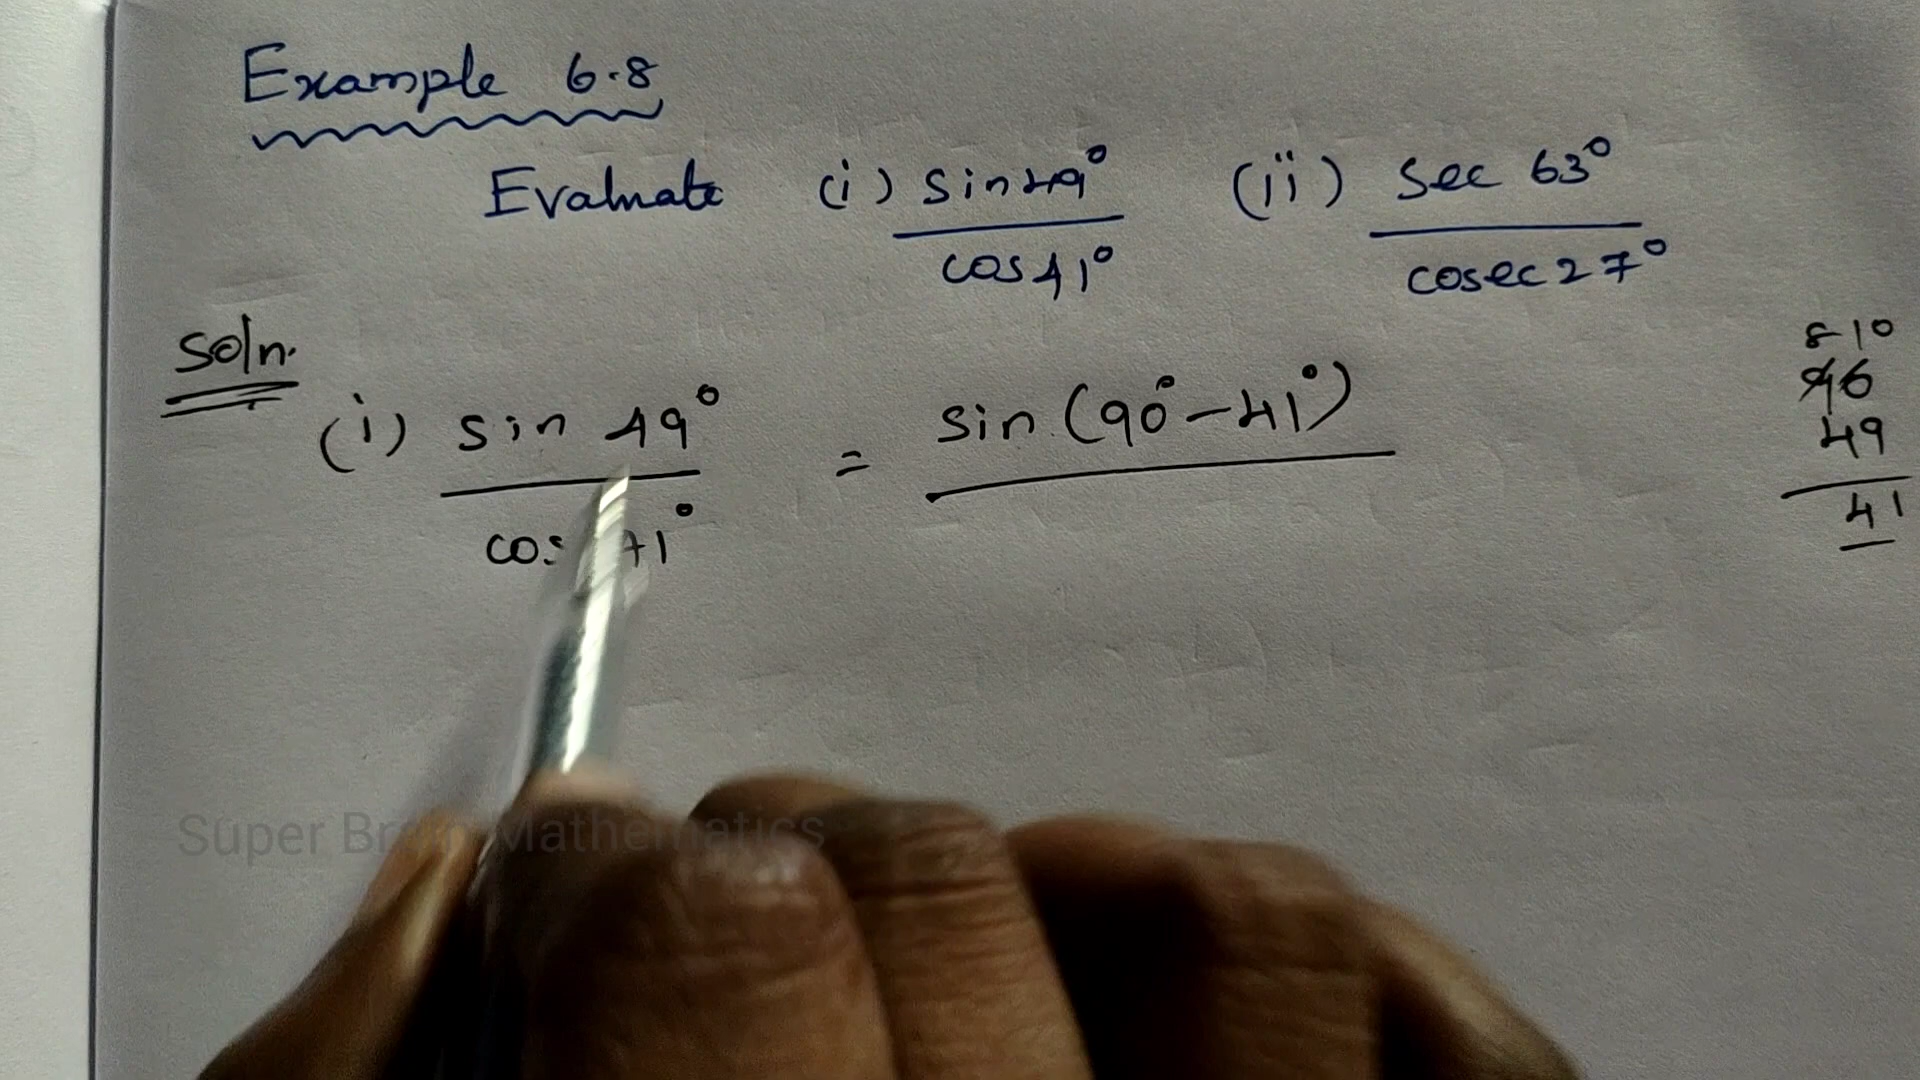 Example 6.8
Evaluate (i) sin 49° / cos 41° (ii) sec 63° / cosec 27°
Soln.
(i) sin 49° / cos 41° = sin (90° - 41°)
8 10
90
49
41
Super Brain Mathematics